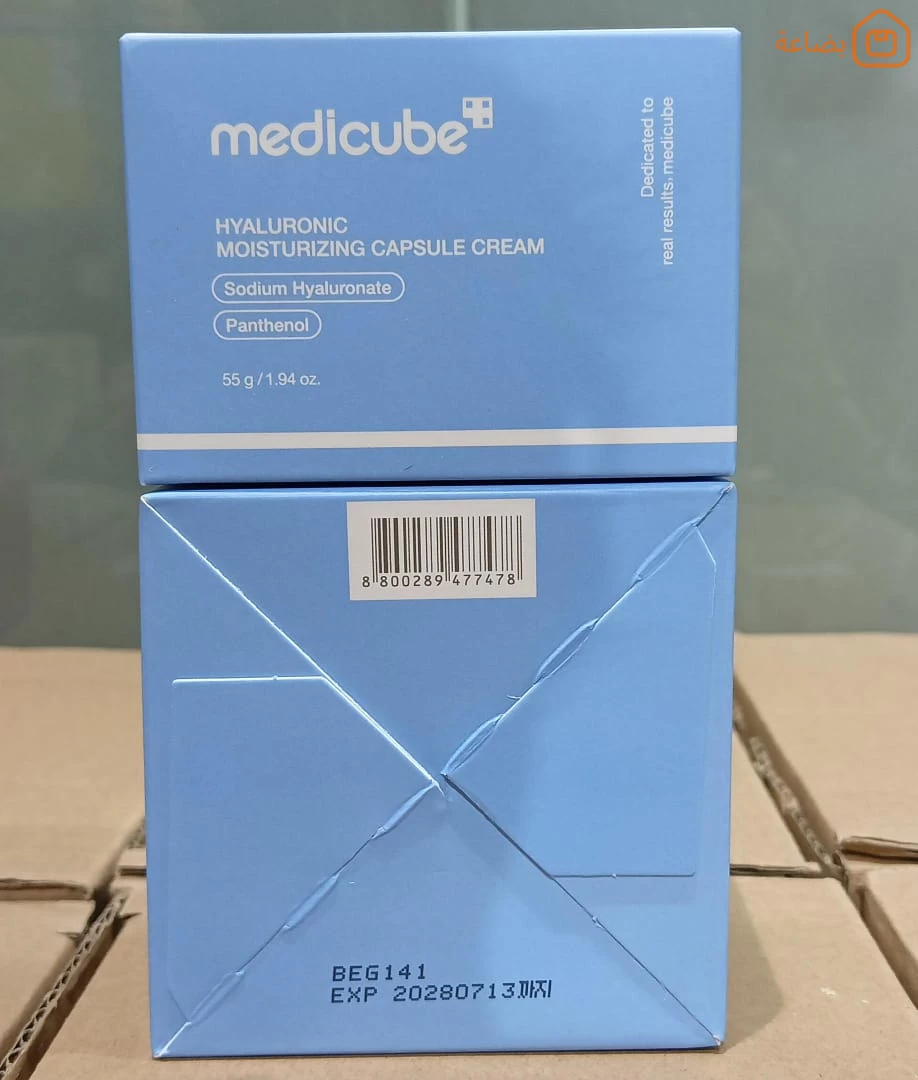 بضاعة
medicube
Dedicated to
real results, medicube
HYALURONIC
MOISTURIZING CAPSULE CREAM
Sodium Hyaluronate
Panthenol
55 g / 1.94 oz.
8 800289 477478
BEG141
EXP 20280713까지